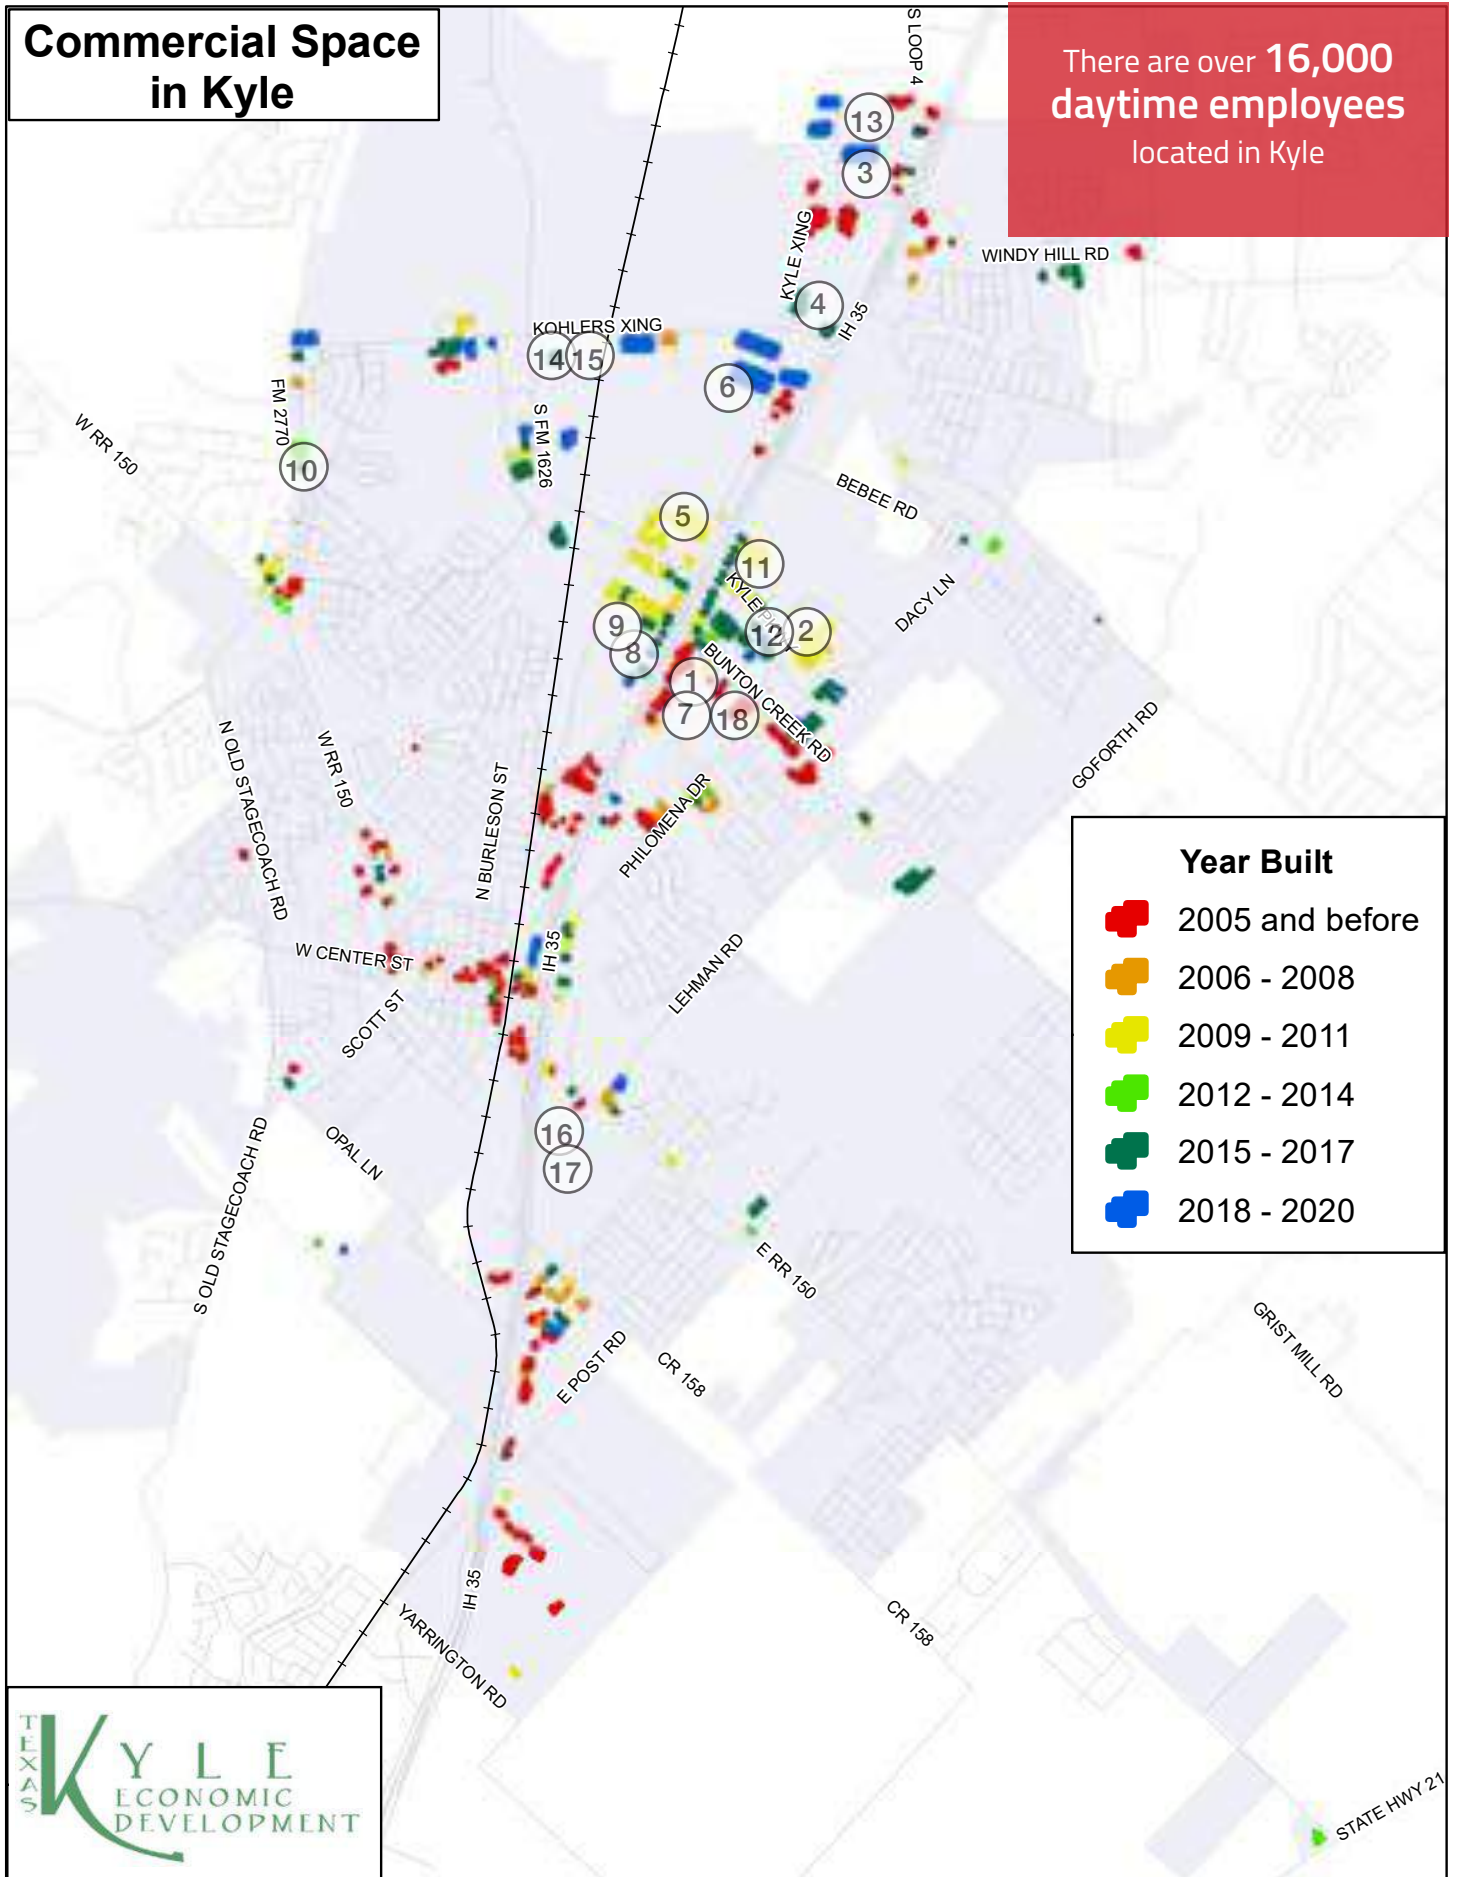 Commercial Space
in Kyle
There are over 16,000
daytime employees
located in Kyle
S LOOP 4
13
3
KYLE XING
WINDY HILL RD
4
IH 35
KOHLERS XING
14
15
6
FM 2770
S FM 1626
W RR 150
10
BEBEE RD
5
11
DACY LN
9
12
2
8
BUNTON CREEK RD
1
7
18
GOFORTH RD
N OLD STAGECOACH RD
W RR 150
N BURLESON ST
PHILOMENA DR
Year Built
2005 and before
2006 - 2008
2009 - 2011
2012 - 2014
2015 - 2017
2018 - 2020
W CENTER ST
IH 35
LEHMAN RD
SCOTT ST
16
17
OPAL LN
S OLD STAGECOACH RD
E RR 150
E POST RD
CR 158
GRIST MILL RD
IH 35
YARRINGTON RD
CR 158
STATE HWY 21
TEXAS
KYLE
ECONOMIC
DEVELOPMENT